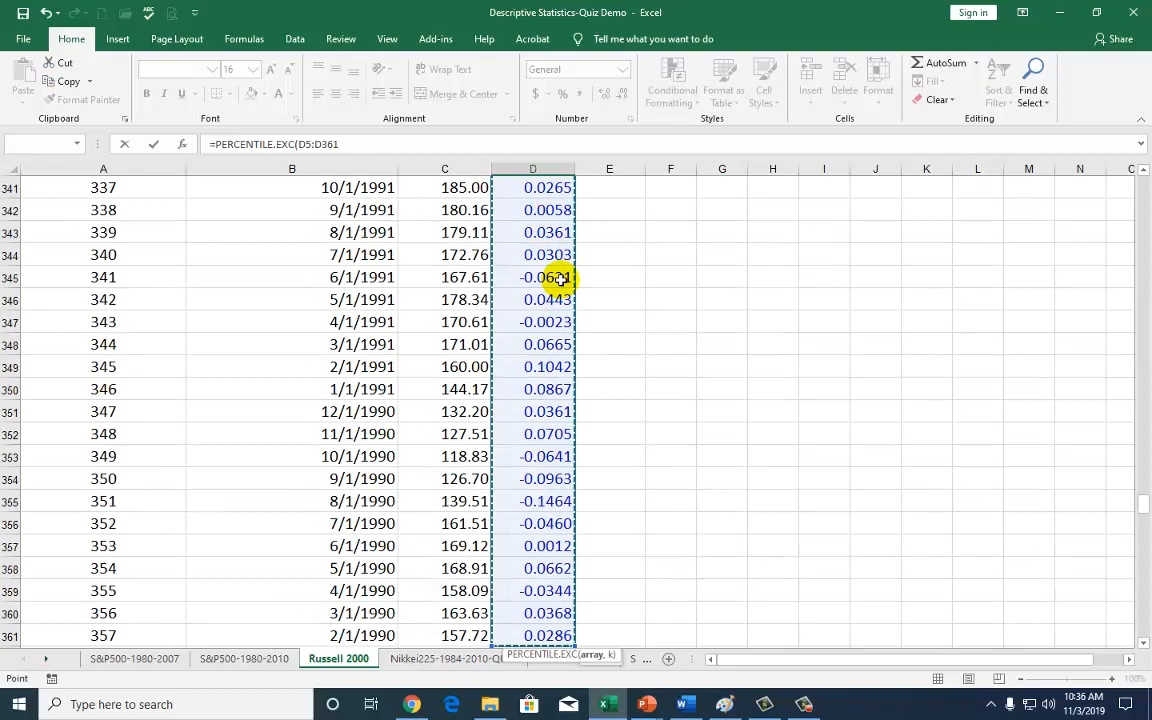 Descriptive Statistics-Quiz Demo - Excel
Sign in
File Home Insert Page Layout Formulas Data Review View Add-ins Help Acrobat Tell me what you want to do Share
Paste
Cut
Copy
Format Painter
Clipboard
16
B I U
Font
Wrap Text
Merge & Center
Alignment
General
$ % ,
Number
Conditional Formatting
Format as Table
Cell Styles
Styles
Insert Delete Format
Cells
AutoSum
Fill
Clear
Sort & Filter
Find & Select
Editing
=PERCENTILE.EXC(D5:D361
A B C D E F G H I J K L M N
341 337 10/1/1991 185.00 0.0265
342 338 9/1/1991 180.16 0.0058
343 339 8/1/1991 179.11 0.0361
344 340 7/1/1991 172.76 0.0303
345 341 6/1/1991 167.61
346 342 5/1/1991 178.34 0.0443
347 343 4/1/1991 170.61 -0.0023
348 344 3/1/1991 171.01 0.0665
349 345 2/1/1991 160.00 0.1042
350 346 1/1/1991 144.17 0.0867
351 347 12/1/1990 132.20 0.0361
352 348 11/1/1990 127.51 0.0705
353 349 10/1/1990 118.83 -0.0641
354 350 9/1/1990 126.70 -0.0963
355 351 8/1/1990 139.51 -0.1464
356 352 7/1/1990 161.51 -0.0460
357 353 6/1/1990 169.12 0.0012
358 354 5/1/1990 168.91 0.0662
359 355 4/1/1990 158.09 -0.0344
360 356 3/1/1990 163.63 0.0368
361 357 2/1/1990 157.72 0.0286
PERCENTILE.EXC(array, k)
S&P500-1980-2007 S&P500-1980-2010 Russell 2000 Nikkei225-1984-2010-QU S ...
Point
100%
Type here to search
10:36 AM
11/3/2019